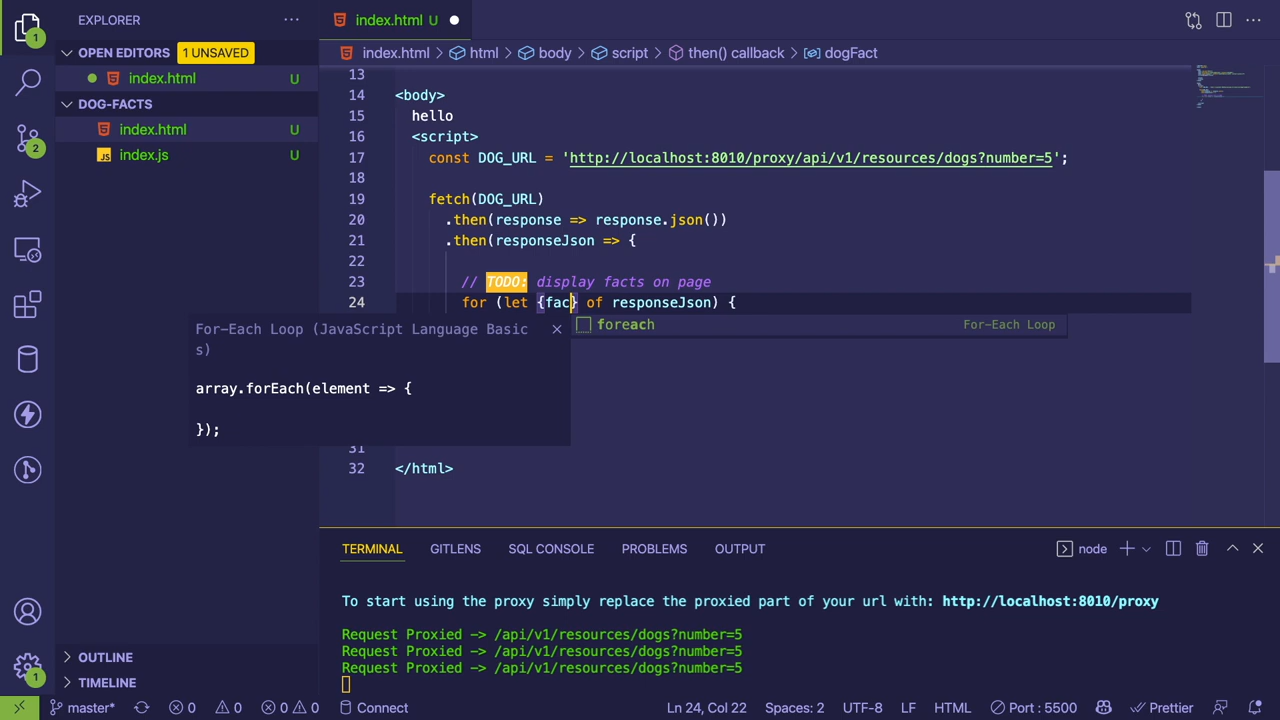 EXPLORER
index.html U
OPEN EDITORS 1 UNSAVED
index.html U
DOG-FACTS
index.html U
index.js U
index.html > html > body > script > then() callback > dogFact
13
14 <body>
15 hello
16 <script>
17 const DOG_URL = 'http://localhost:8010/proxy/api/v1/resources/dogs?number=5';
18
19 fetch(DOG_URL)
20 .then(response => response.json())
21 .then(responseJson => {
22
23 // TODO: display facts on page
24 for (let {fac} of responseJson) {
foreach For-Each Loop
For-Each Loop (JavaScript Language Basic
s)
array.forEach(element => {
});
31
32 </html>
TERMINAL GITLENS SQL CONSOLE PROBLEMS OUTPUT node
To start using the proxy simply replace the proxied part of your url with: http://localhost:8010/proxy
Request Proxied -> /api/v1/resources/dogs?number=5
Request Proxied -> /api/v1/resources/dogs?number=5
Request Proxied -> /api/v1/resources/dogs?number=5
OUTLINE
TIMELINE
1
2
1
master* 0 0 0 0 Connect Ln 24, Col 22 Spaces: 2 UTF-8 LF HTML Port : 5500 Prettier